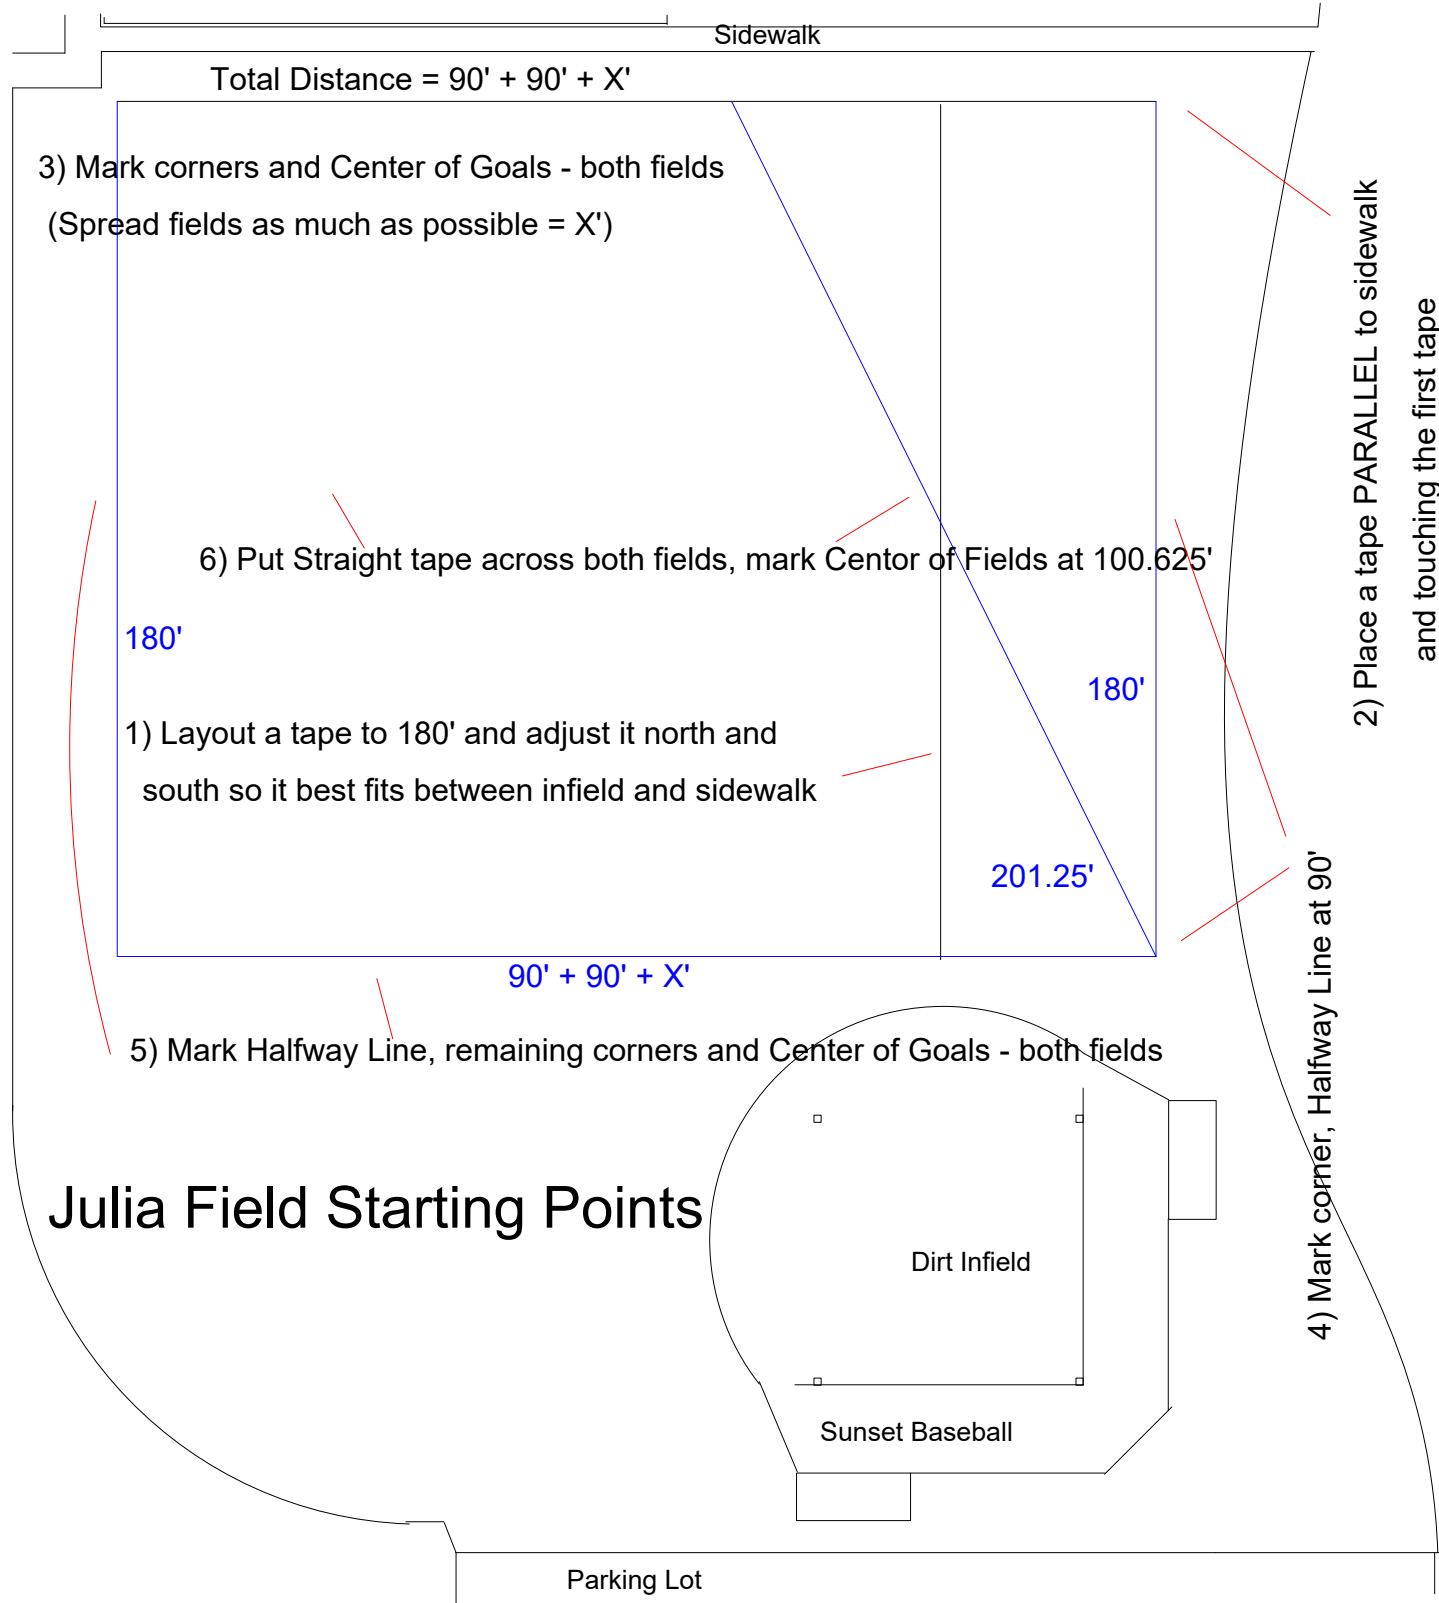 Sidewalk
Total Distance = 90' + 90' + X'
3) Mark corners and Center of Goals - both fields
(Spread fields as much as possible = X')
2) Place a tape PARALLEL to sidewalk
and touching the first tape
6) Put Straight tape across both fields, mark Centor of Fields at 100.625'
180'
180'
1) Layout a tape to 180' and adjust it north and
south so it best fits between infield and sidewalk
201.25'
4) Mark corner, Halfway Line at 90'
90' + 90' + X'
5) Mark Halfway Line, remaining corners and Center of Goals - both fields
Julia Field Starting Points
Dirt Infield
Sunset Baseball
Parking Lot